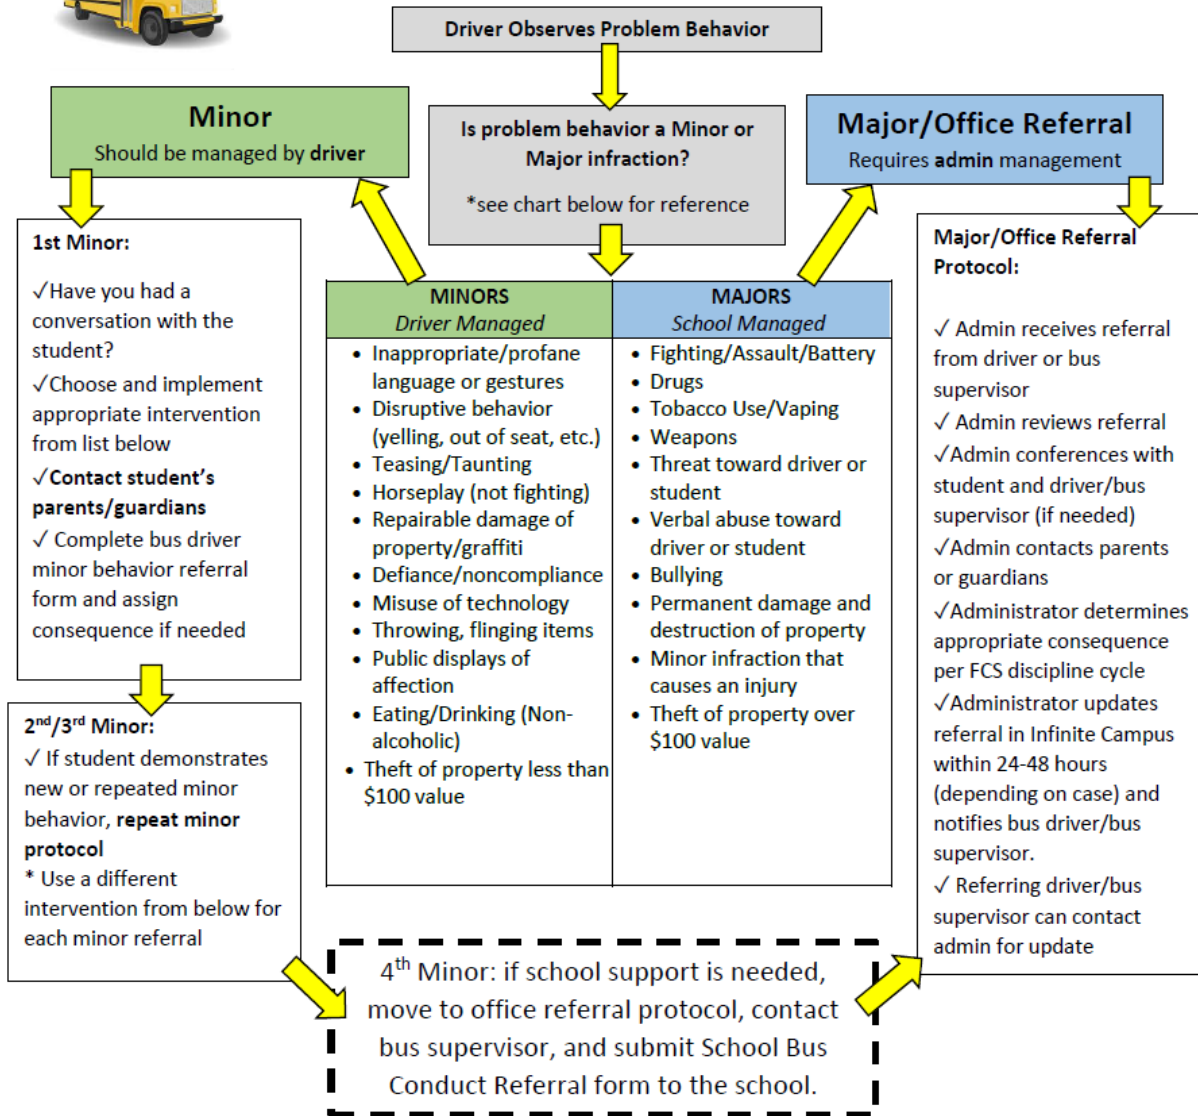 Driver Observes Problem Behavior
Minor
Should be managed by driver
Is problem behavior a Minor or
Major infraction?
*see chart below for reference
Major/Office Referral
Requires admin management
1st Minor:
✓Have you had a
conversation with the
student?
✓Choose and implement
appropriate intervention
from list below
✓Contact student's
parents/guardians
✓ Complete bus driver
minor behavior referral
form and assign
consequence if needed
2nd/3rd Minor:
✓ If student demonstrates
new or repeated minor
behavior, repeat minor
protocol
* Use a different
intervention from below for
each minor referral
MINORS
Driver Managed
• Inappropriate/profane
language or gestures
• Disruptive behavior
(yelling, out of seat, etc.)
• Teasing/Taunting
• Horseplay (not fighting)
• Repairable damage of
property/graffiti
• Defiance/noncompliance
• Misuse of technology
• Throwing, flinging items
• Public displays of
affection
• Eating/Drinking (Non-
alcoholic)
• Theft of property less than
$100 value
MAJORS
School Managed
• Fighting/Assault/Battery
• Drugs
• Tobacco Use/Vaping
• Weapons
• Threat toward driver or
student
• Verbal abuse toward
driver or student
• Bullying
• Permanent damage and
destruction of property
• Minor infraction that
causes an injury
• Theft of property over
$100 value
Major/Office Referral
Protocol:
✓ Admin receives referral
from driver or bus
supervisor
✓ Admin reviews referral
✓Admin conferences with
student and driver/bus
supervisor (if needed)
✓Admin contacts parents
or guardians
✓Administrator determines
appropriate consequence
per FCS discipline cycle
✓Administrator updates
referral in Infinite Campus
within 24-48 hours
(depending on case) and
notifies bus driver/bus
supervisor.
✓ Referring driver/bus
supervisor can contact
admin for update
4th Minor: if school support is needed,
move to office referral protocol, contact
bus supervisor, and submit School Bus
Conduct Referral form to the school.